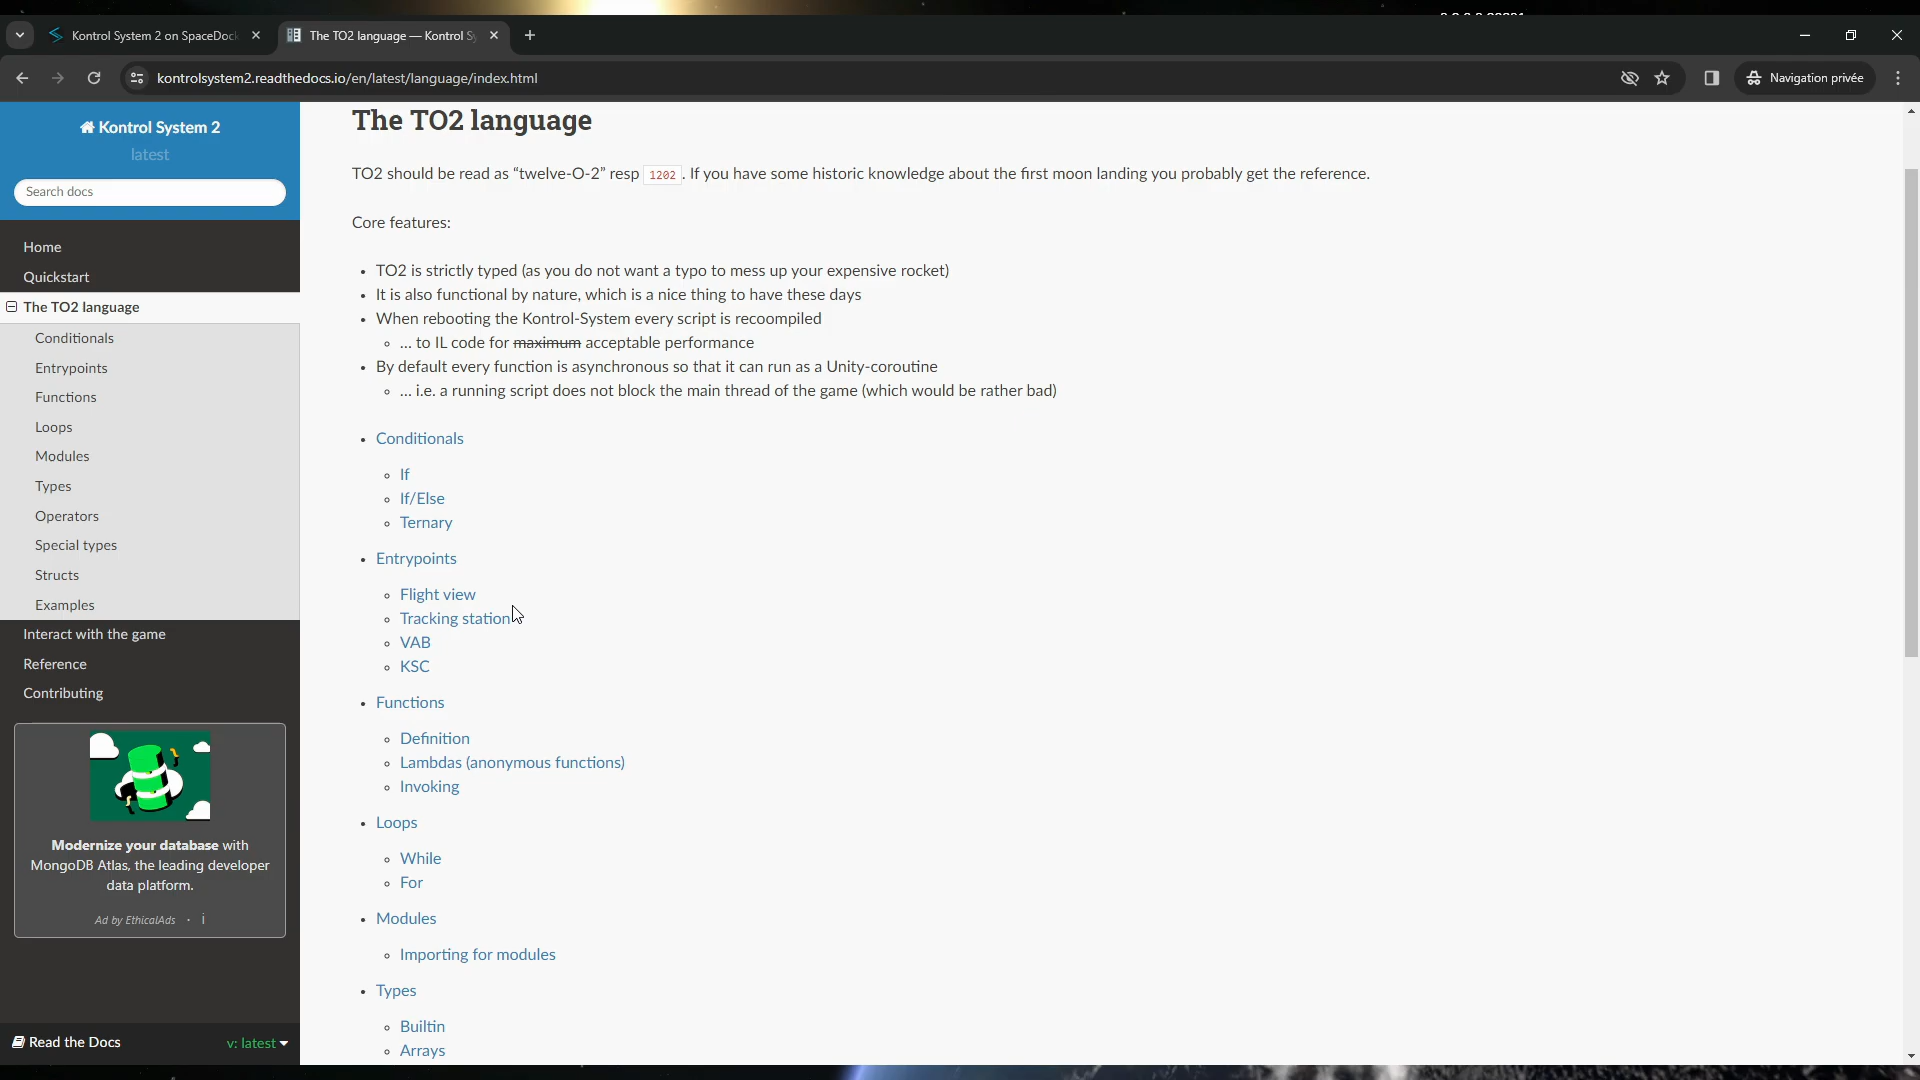 Kontrol System 2 on SpaceDock
The TO2 language — Kontrol S
kontrolsystem2.readthedocs.io/en/latest/language/index.html
Navigation privée
Kontrol System 2
latest
Search docs
Home
Quickstart
The TO2 language
Conditionals
Entrypoints
Functions
Loops
Modules
Types
Operators
Special types
Structs
Examples
Interact with the game
Reference
Contributing
Modernize your database with
MongoDB Atlas, the leading developer
data platform.
Ad by EthicalAds · i
Read the Docs
v: latest
The TO2 language
TO2 should be read as “twelve-O-2” resp 1202 . If you have some historic knowledge about the first moon landing you probably get the reference.
Core features:
• TO2 is strictly typed (as you do not want a typo to mess up your expensive rocket)
• It is also functional by nature, which is a nice thing to have these days
• When rebooting the Kontrol-System every script is recoompiled
◦ ... to IL code for maximum acceptable performance
• By default every function is asynchronous so that it can run as a Unity-coroutine
◦ ... i.e. a running script does not block the main thread of the game (which would be rather bad)
• Conditionals
◦ If
◦ If/Else
◦ Ternary
• Entrypoints
◦ Flight view
◦ Tracking station
◦ VAB
◦ KSC
• Functions
◦ Definition
◦ Lambdas (anonymous functions)
◦ Invoking
• Loops
◦ While
◦ For
• Modules
◦ Importing for modules
• Types
◦ Builtin
◦ Arrays